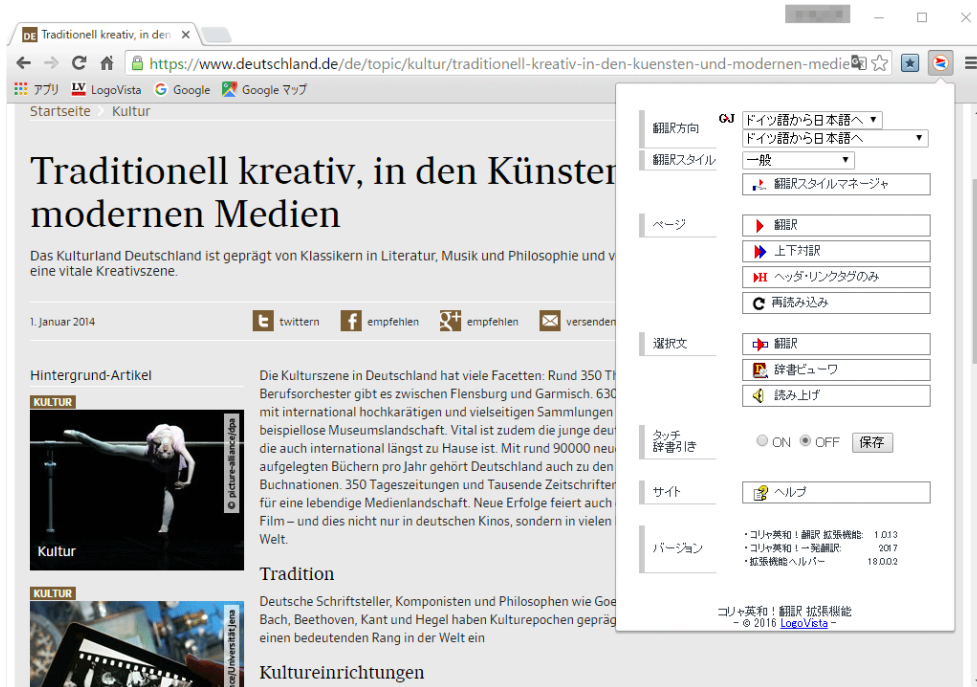 DE Traditionell kreativ, in den
https://www.deutschland.de/de/topic/kultur/traditionell-kreativ-in-den-kuensten-und-modernen-medie
アプリ LV LogoVista G Google Google マップ
Startseite Kultur
Traditionell kreativ, in den Künsten
modernen Medien
Das Kulturland Deutschland ist geprägt von Klassikern in Literatur, Musik und Philosophie und v
eine vitale Kreativszene.
1. Januar 2014
twittern
empfehlen
empfehlen
versenden
Hintergrund-Artikel
KULTUR
© picture-alliance/dpa
Kultur
KULTUR
ce/Universität Jena
Die Kulturszene in Deutschland hat viele Facetten: Rund 350 Th
Berufsorchester gibt es zwischen Flensburg und Garmisch. 630
mit international hochkarätigen und vielseitigen Sammlungen
beispiellose Museumslandschaft. Vital ist zudem die junge deu
die auch international längst zu Hause ist. Mit rund 90000 neu
aufgelegten Büchern pro Jahr gehört Deutschland auch zu den
Buchnationen. 350 Tageszeitungen und Tausende Zeitschrifter
für eine lebendige Medienlandschaft. Neue Erfolge feiert auch
Film – und dies nicht nur in deutschen Kinos, sondern in vielen
Welt.
Tradition
Deutsche Schriftsteller, Komponisten und Philosophen wie Goe
Bach, Beethoven, Kant und Hegel haben Kulturepochen gepräg
einen bedeutenden Rang in der Welt ein
Kultureinrichtungen
翻訳方向 GJ ドイツ語から日本語へ
ドイツ語から日本語へ
翻訳スタイル 一般
翻訳スタイルマネージャ
ページ 翻訳
上下対訳
H ヘッダ・リンクタグのみ
再読み込み
選択文 翻訳
辞書ビューワ
読み上げ
タッチ
辞書引き ON OFF 保存
サイト ヘルプ
バージョン
・コリャ英和！翻訳 拡張機能: 1.0.1.3
・コリャ英和！一発翻訳: 2017
・拡張機能ヘルパー 18.0.0.2
コリャ英和！翻訳 拡張機能
- © 2016 LogoVista -